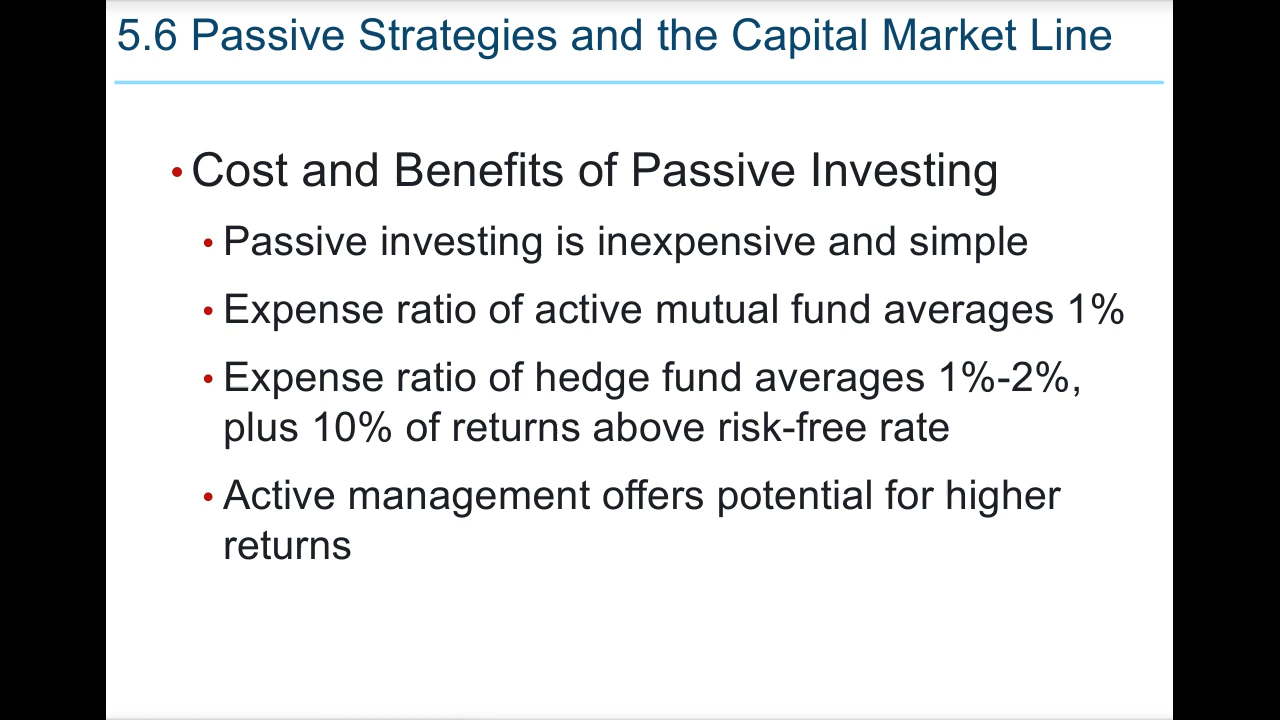 5.6 Passive Strategies and the Capital Market Line
• Cost and Benefits of Passive Investing
• Passive investing is inexpensive and simple
• Expense ratio of active mutual fund averages 1%
• Expense ratio of hedge fund averages 1%-2%,
plus 10% of returns above risk-free rate
• Active management offers potential for higher
returns